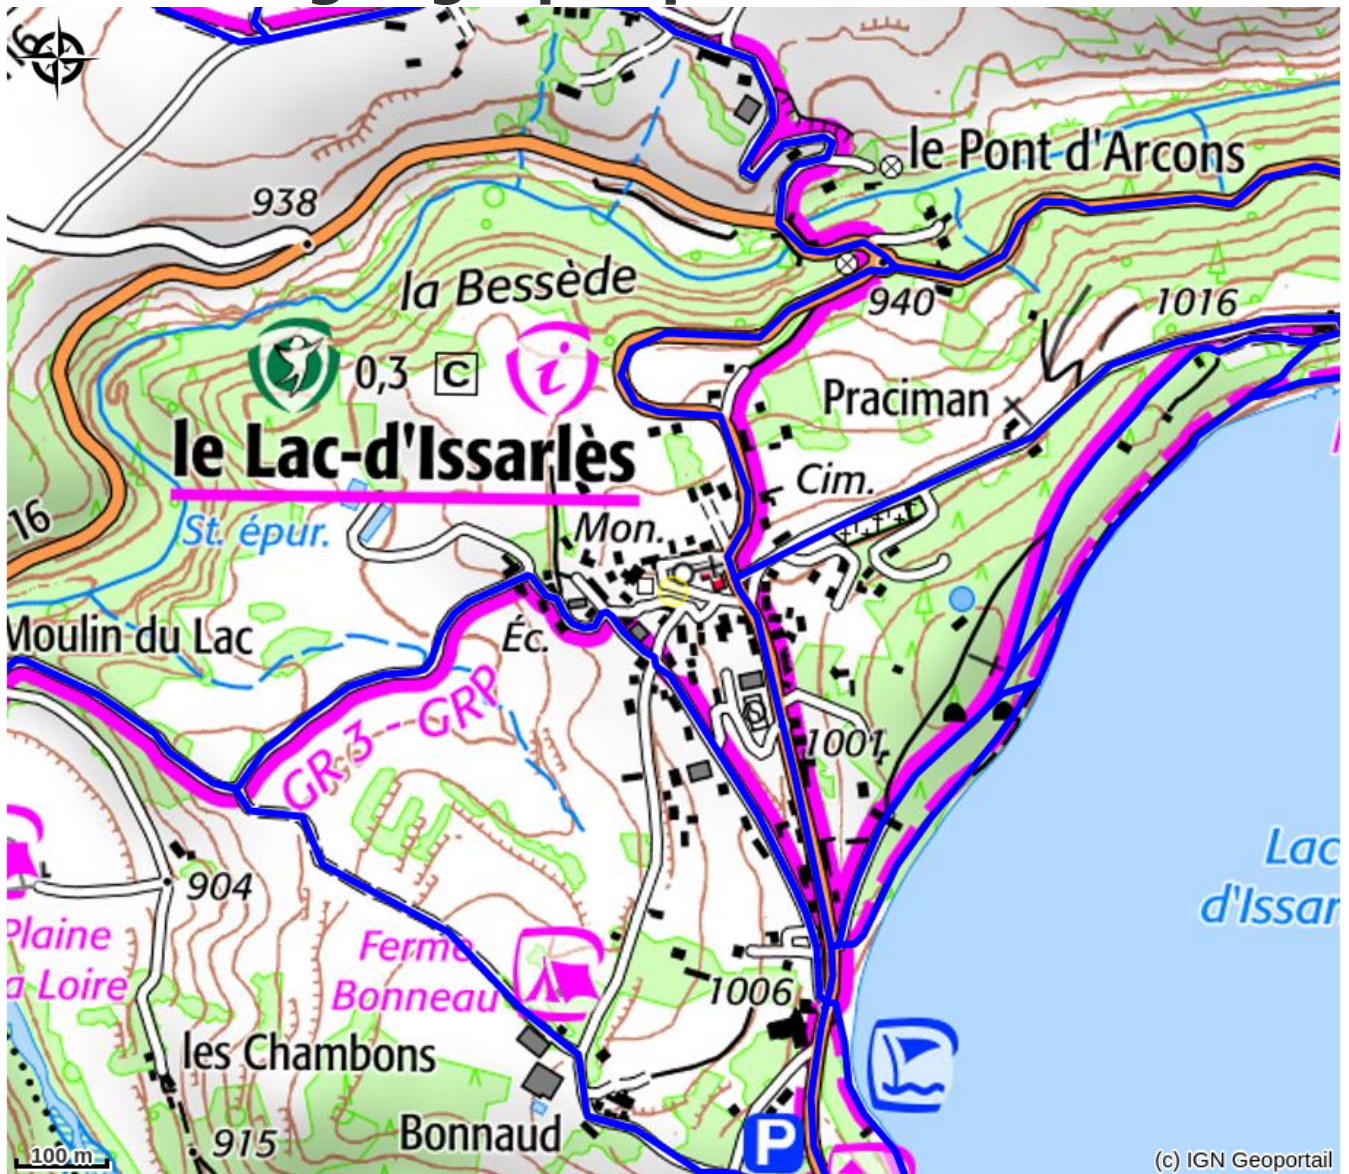 le Pont d'Arcons
938
la Bessède
940
1016
0,3
C
i
Praciman
le Lac-d'Issarlès
Cim.
16
St. épur.
Mon.
Moulin du Lac
Éc.
GR 3 - GRP
1001
904
Lac
d'Issar
Plaine
a Loire
Ferme
Bonneau
1006
les Chambons
Bonnaud
P
915
100 m
(c) IGN Geoportail